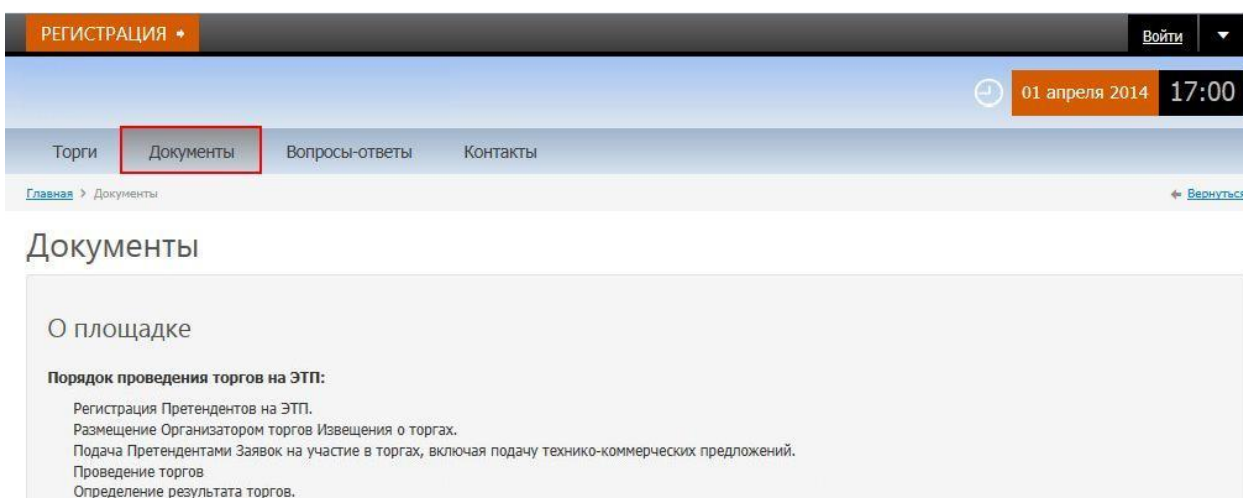 РЕГИСТРАЦИЯ
Войти
01 апреля 2014 17:00
Торги Документы Вопросы-ответы Контакты
Главная > Документы Вернуться
Документы
О площадке
Порядок проведения торгов на ЭТП:
Регистрация Претендентов на ЭТП.
Размещение Организатором торгов Извещения о торгах.
Подача Претендентами Заявок на участие в торгах, включая подачу технико-коммерческих предложений.
Проведение торгов
Определение результата торгов.